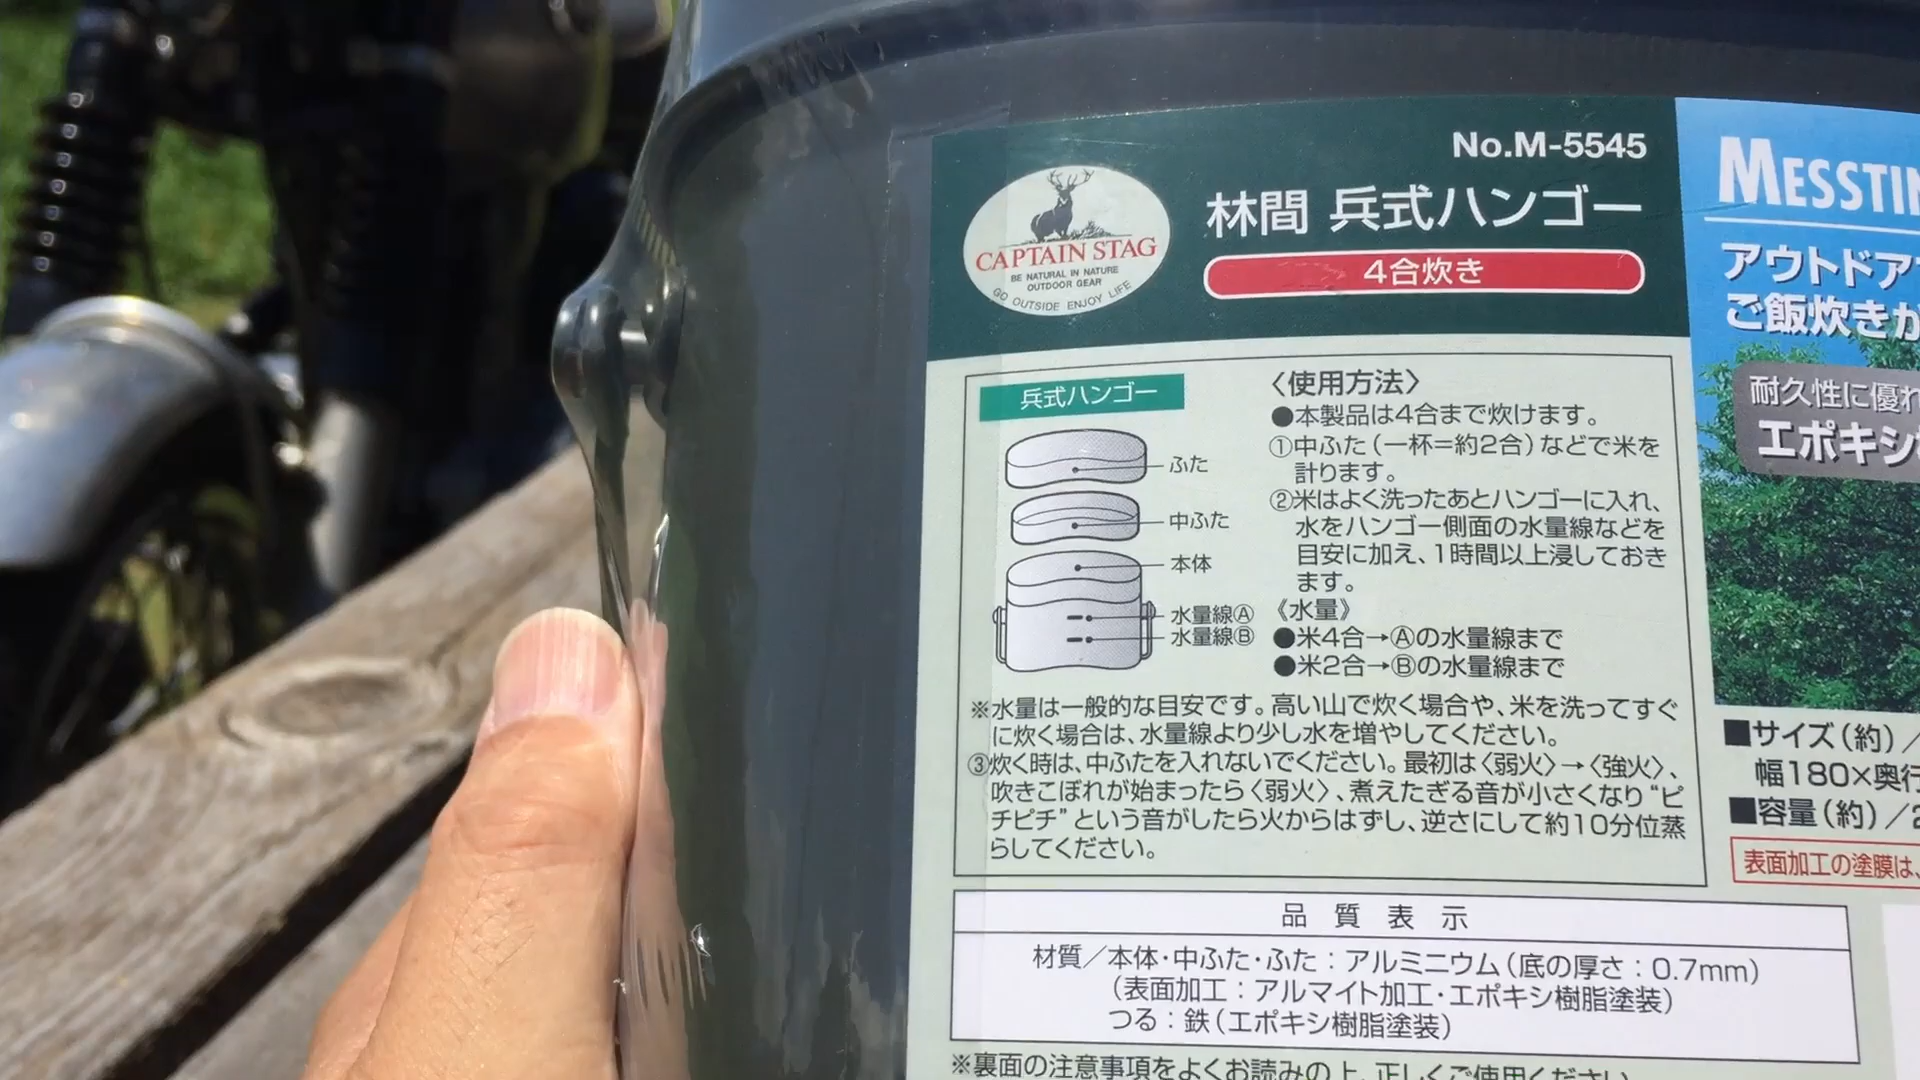 No.M-5545
林間 兵式ハンゴー
CAPTAIN STAG
BE NATURAL IN NATURE
OUTDOOR GEAR
GO OUTSIDE ENJOY LIFE
4合炊き
兵式ハンゴー
ふた
中ふた
本体
水量線Ⓐ
水量線Ⓑ
〈使用方法〉
●本製品は4合まで炊けます。
①中ふた(一杯=約2合)などで米を
計ります。
②米はよく洗ったあとハンゴーに入れ、
水をハンゴー側面の水量線などを
目安に加え、1時間以上浸しておき
ます。
《水量》
●米4合→Ⓐの水量線まで
●米2合→Ⓑの水量線まで
※水量は一般的な目安です。高い山で炊く場合や、米を洗ってすぐ
に炊く場合は、水量線より少し水を増やしてください。
③炊く時は、中ふたを入れないでください。最初は〈弱火〉→〈強火〉、
吹きこぼれが始まったら〈弱火〉、煮えたぎる音が小さくなり“ピ
チピチ”という音がしたら火からはずし、逆さにして約10分位蒸
らしてください。
品質表示
材質／本体・中ふた・ふた：アルミニウム(底の厚さ：0.7mm)
(表面加工：アルマイト加工・エポキシ樹脂塗装)
つる：鉄(エポキシ樹脂塗装)
※裏面の注意事項をよくお読みの上、正しくご使用ください。
MESSTIN
アウトドアで
ご飯炊きが
耐久性に優れ
エポキシ
■サイズ(約)／
幅180×奥行
■容量(約)／2
表面加工の塗膜は、